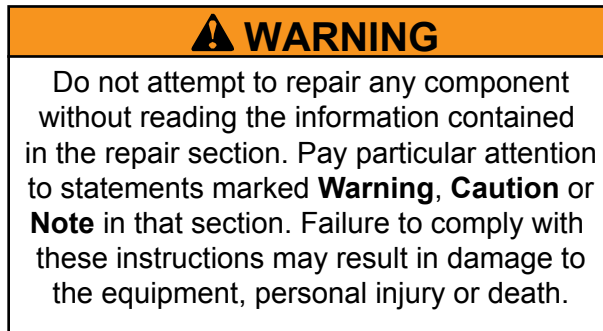 WARNING
Do not attempt to repair any component
without reading the information contained
in the repair section. Pay particular attention
to statements marked Warning, Caution or
Note in that section. Failure to comply with
these instructions may result in damage to
the equipment, personal injury or death.